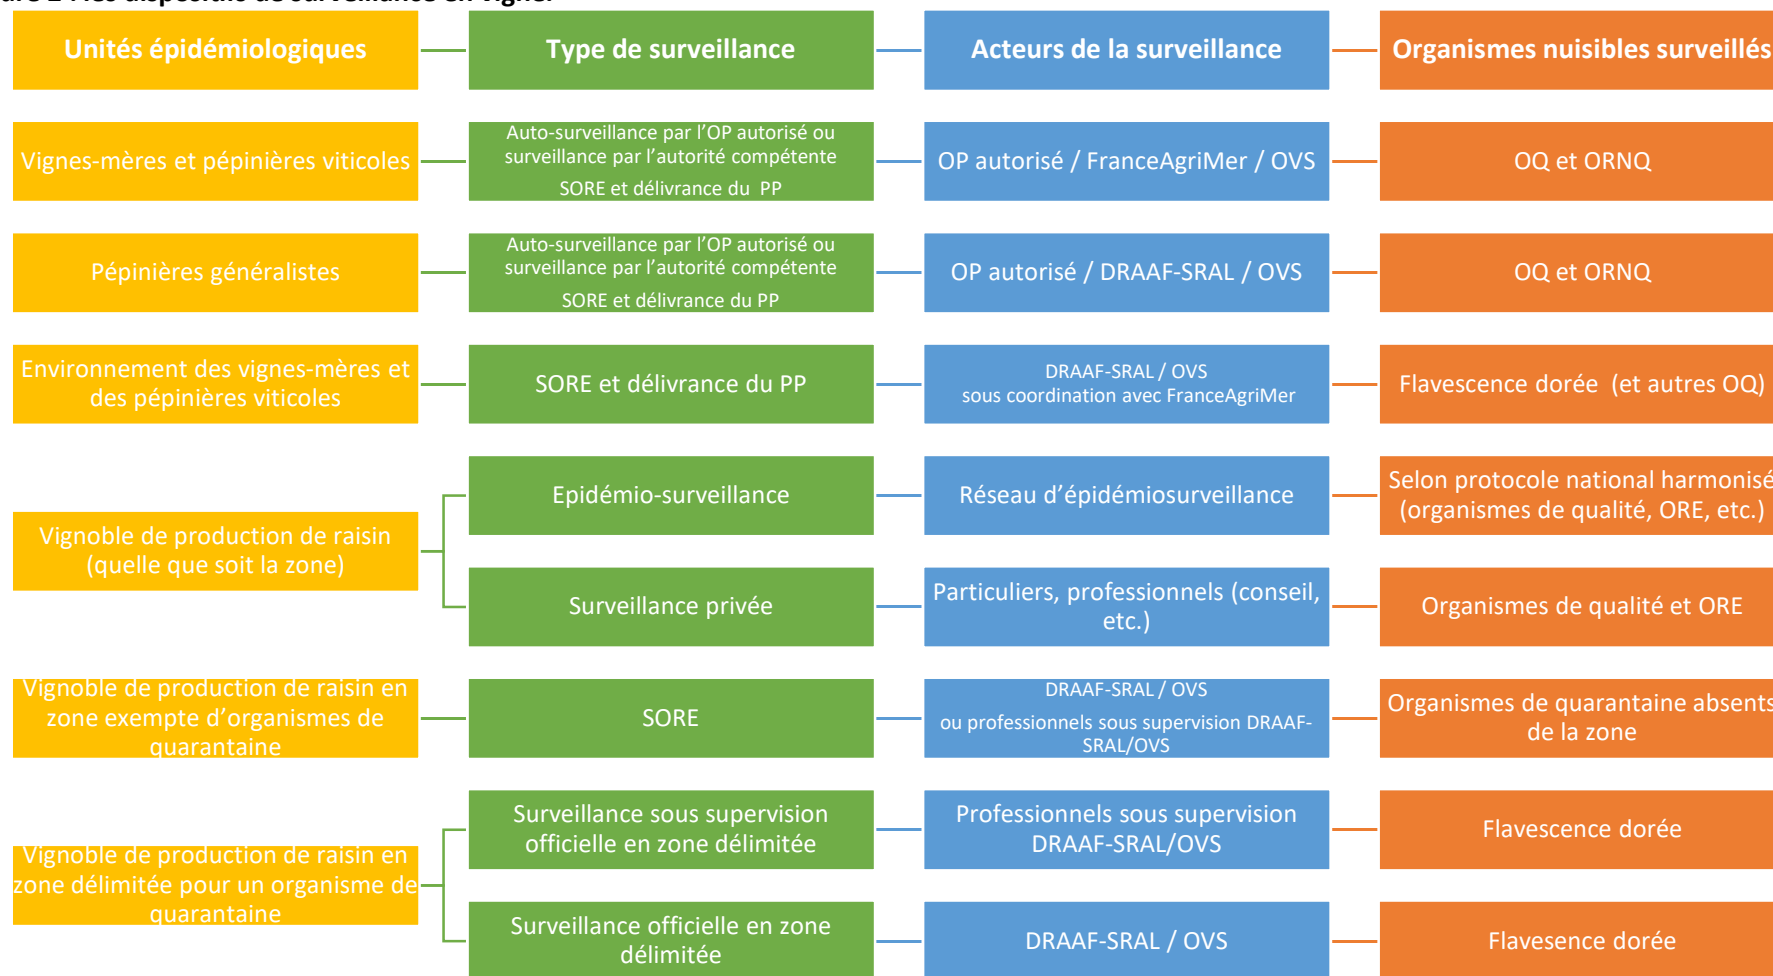 Unités épidémiologiques
Type de surveillance
Acteurs de la surveillance
Organismes nuisibles surveillés
Vignes-mères et pépinières viticoles
Auto-surveillance par l'OP autorisé ou
surveillance par l'autorité compétente
SORE et délivrance du PP
OP autorisé / FranceAgriMer / OVS
OQ et ORNQ
Pépinières généralistes
Auto-surveillance par l'OP autorisé ou
surveillance par l'autorité compétente
SORE et délivrance du PP
OP autorisé / DRAAF-SRAL / OVS
OQ et ORNQ
Environnement des vignes-mères et
des pépinières viticoles
SORE et délivrance du PP
DRAAF-SRAL / OVS
sous coordination avec FranceAgriMer
Flavescence dorée (et autres OQ)
Vignoble de production de raisin
(quelle que soit la zone)
Epidémio-surveillance
Réseau d'épidémiosurveillance
Selon protocole national harmonisé
(organismes de qualité, ORE, etc.)
Surveillance privée
Particuliers, professionnels (conseil,
etc.)
Organismes de qualité et ORE
Vignoble de production de raisin en
zone exempte d'organismes de
quarantaine
SORE
DRAAF-SRAL / OVS
ou professionnels sous supervision DRAAF-
SRAL/OVS
Organismes de quarantaine absents
de la zone
Vignoble de production de raisin en
zone délimitée pour un organisme de
quarantaine
Surveillance sous supervision
officielle en zone délimitée
Professionnels sous supervision
DRAAF-SRAL/OVS
Flavescence dorée
Surveillance officielle en zone
délimitée
DRAAF-SRAL / OVS
Flavesence dorée